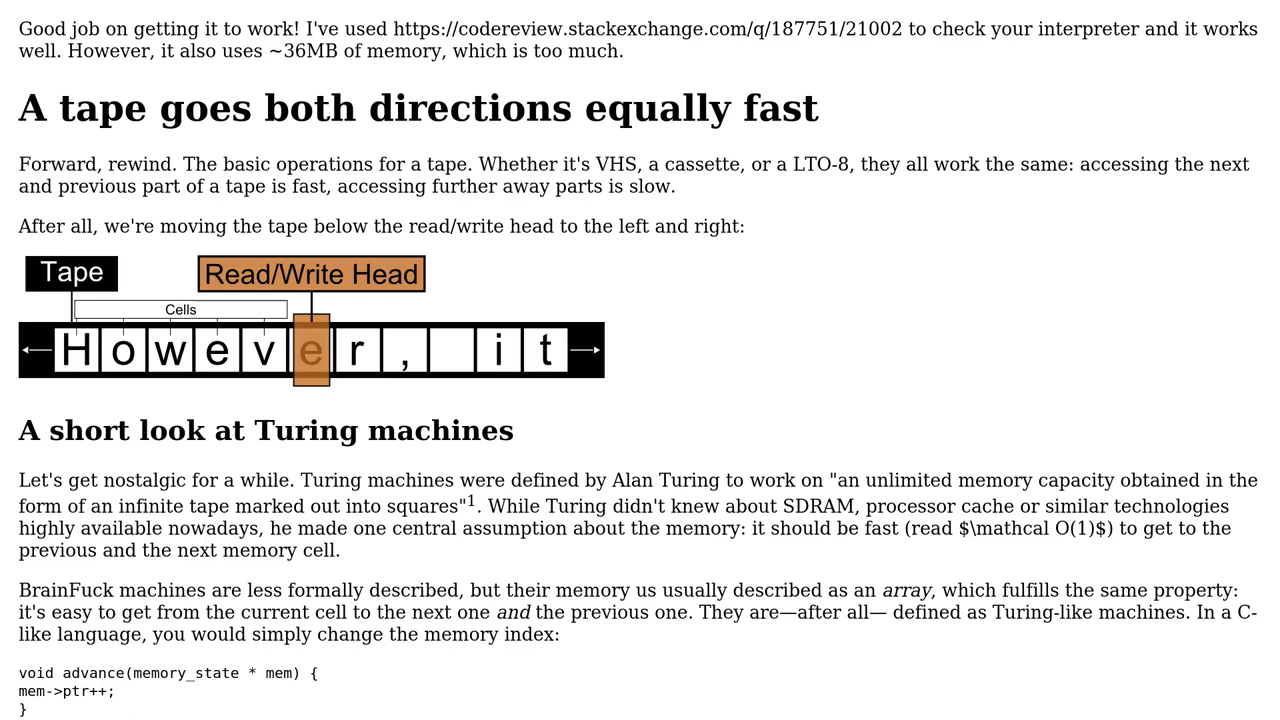 Good job on getting it to work! I've used https://codereview.stackexchange.com/q/187751/21002 to check your interpreter and it works
well. However, it also uses ~36MB of memory, which is too much.
A tape goes both directions equally fast
Forward, rewind. The basic operations for a tape. Whether it's VHS, a cassette, or a LTO-8, they all work the same: accessing the next
and previous part of a tape is fast, accessing further away parts is slow.
After all, we're moving the tape below the read/write head to the left and right:
Tape Read/Write Head
Cells
H o w e v e r , i t
A short look at Turing machines
Let's get nostalgic for a while. Turing machines were defined by Alan Turing to work on "an unlimited memory capacity obtained in the
form of an infinite tape marked out into squares"1. While Turing didn't knew about SDRAM, processor cache or similar technologies
highly available nowadays, he made one central assumption about the memory: it should be fast (read $\mathcal O(1)$) to get to the
previous and the next memory cell.
BrainFuck machines are less formally described, but their memory us usually described as an array, which fulfills the same property:
it's easy to get from the current cell to the next one and the previous one. They are—after all— defined as Turing-like machines. In a C-
like language, you would simply change the memory index:
void advance(memory_state * mem) {
mem->ptr++;
}